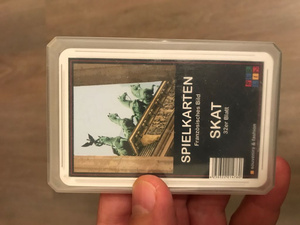 SPIELKARTEN
Französisches Bild
SKAT
32er Blatt